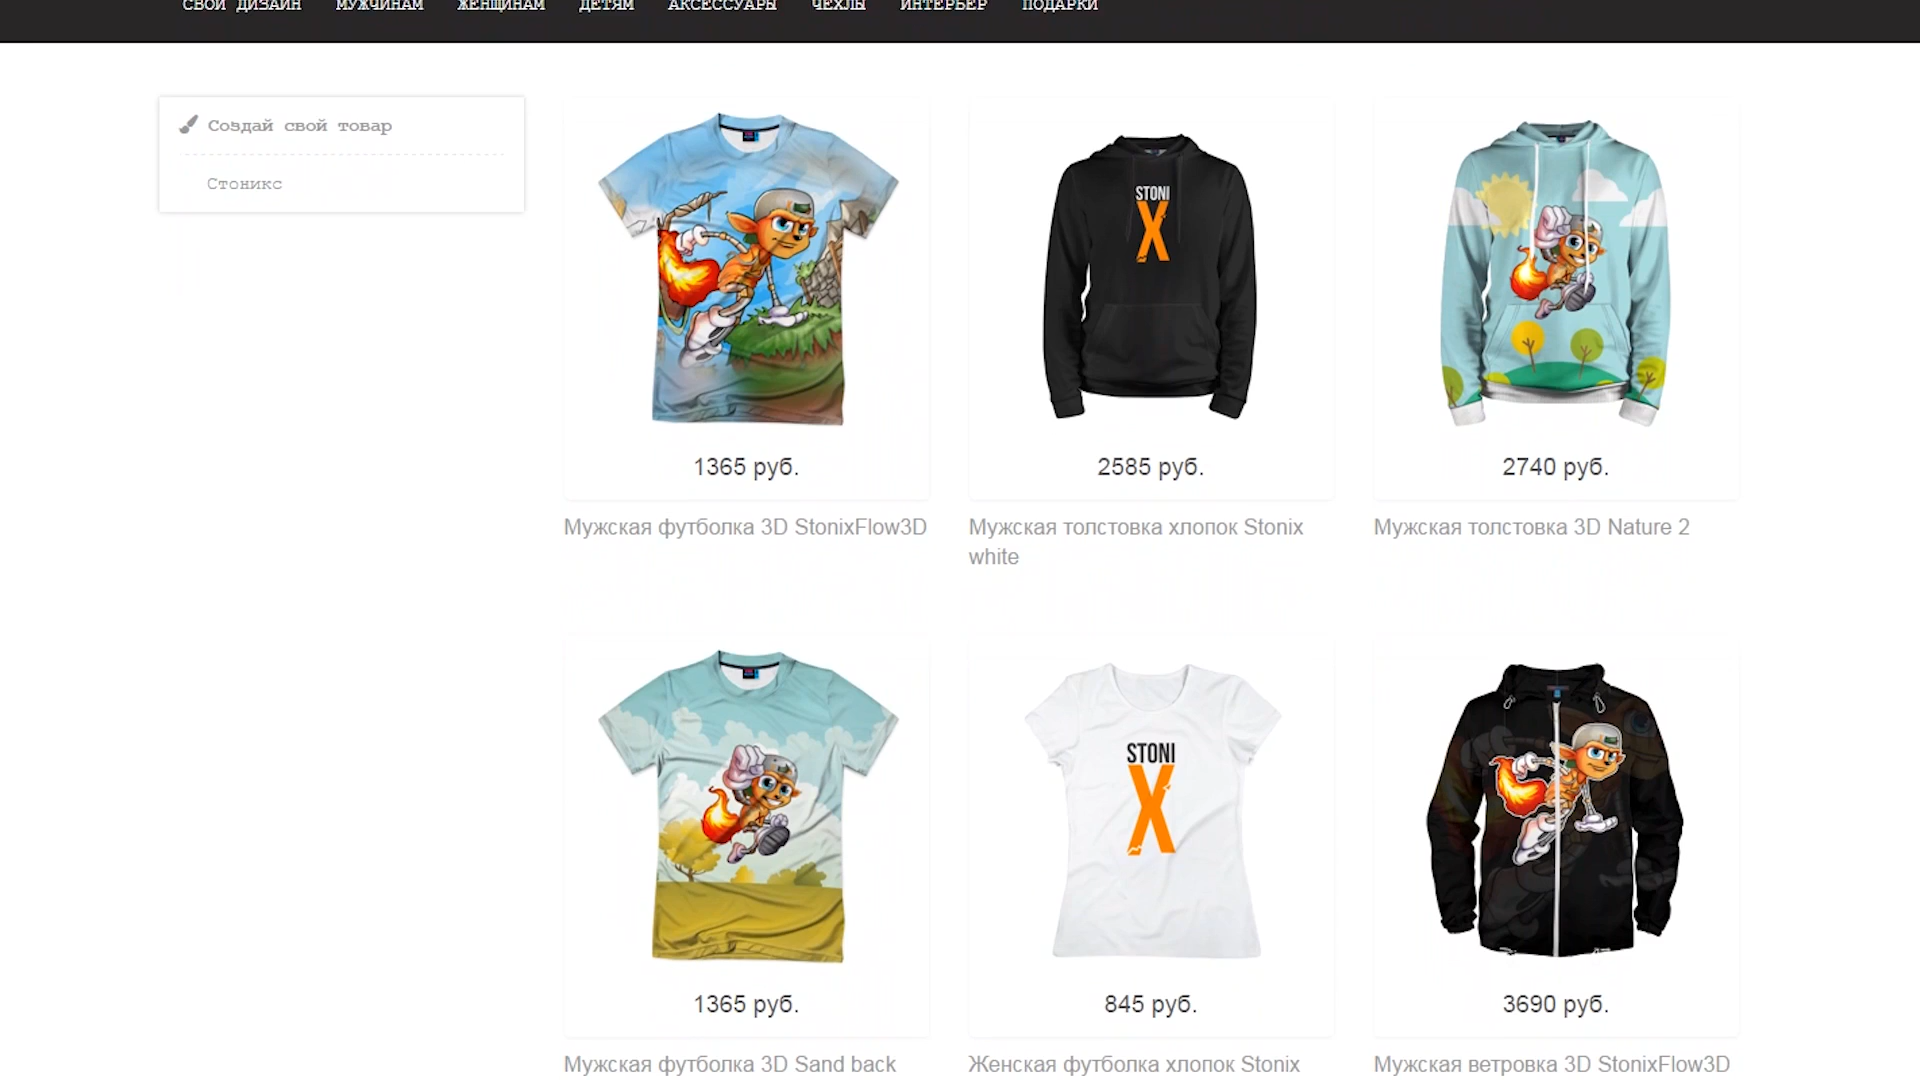 СВОЙ ДИЗАЙН МУЖЧИНАМ ЖЕНЩИНАМ ДЕТЯМ АКСЕССУАРЫ ЧЕХЛЫ ИНТЕРЬЕР ПОДАРКИ
Создай свой товар
Стоникс
STONI
X
1365 руб.
2585 руб.
2740 руб.
Мужская футболка 3D StonixFlow3D
Мужская толстовка хлопок Stonix
white
Мужская толстовка 3D Nature 2
STONI
X
1365 руб.
845 руб.
3690 руб.
Мужская футболка 3D Sand back
Женская футболка хлопок Stonix
Мужская ветровка 3D StonixFlow3D